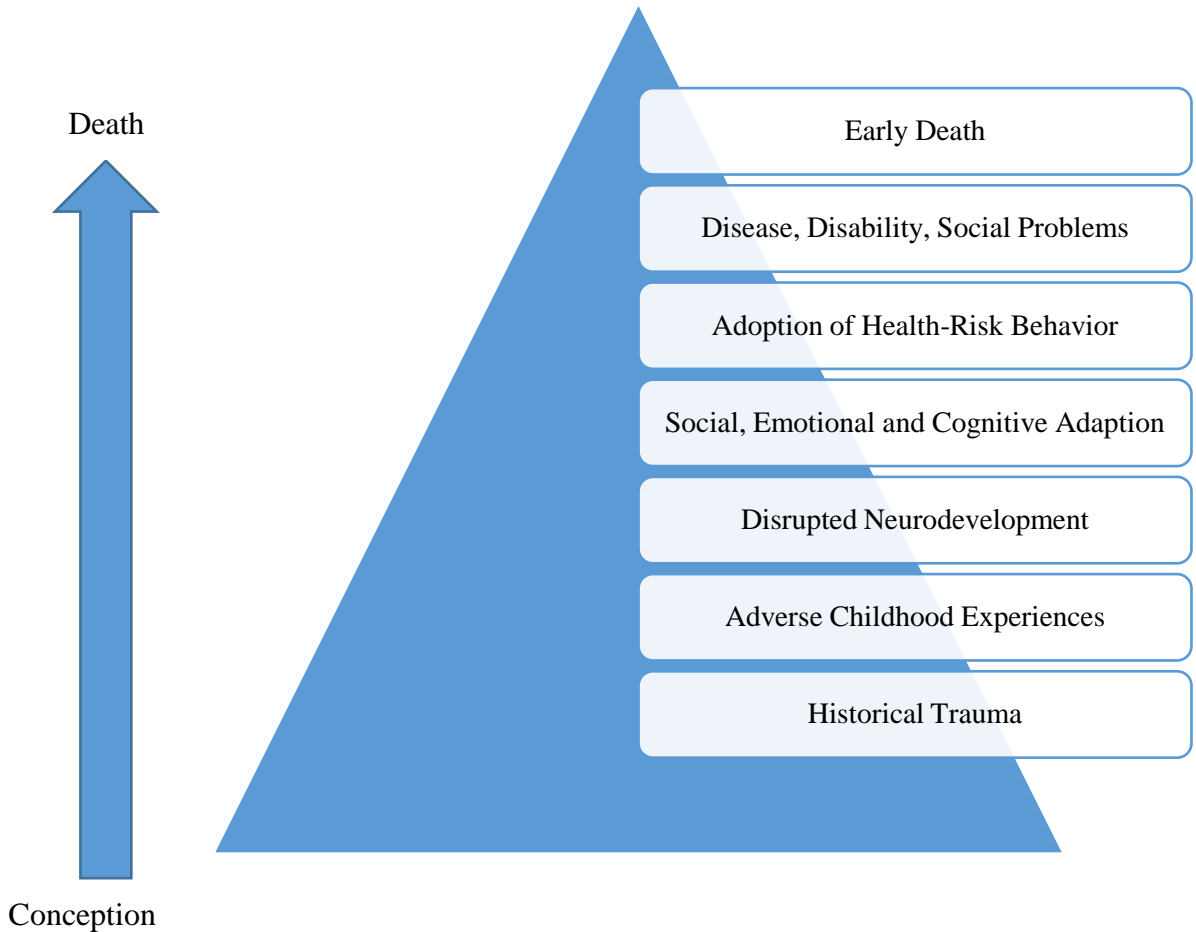 Death
Early Death
Disease, Disability, Social Problems
Adoption of Health-Risk Behavior
Social, Emotional and Cognitive Adaption
Disrupted Neurodevelopment
Adverse Childhood Experiences
Historical Trauma
Conception